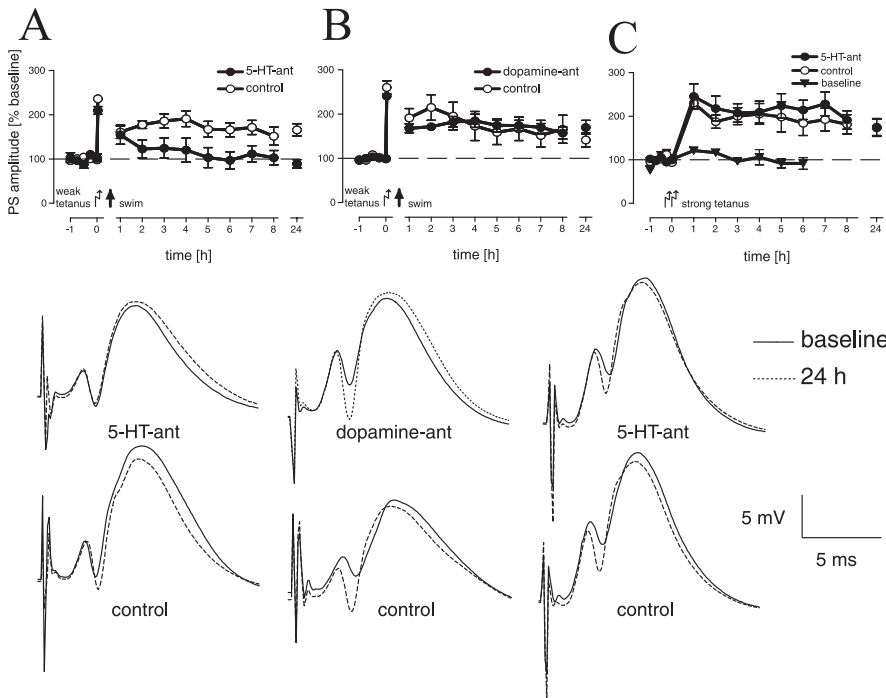 A
B
C
PS amplitude [% baseline]
300
200
100
0
5-HT-ant
control
weak
tetanus
swim
-1 0 1 2 3 4 5 6 7 8 24
time [h]
300
200
100
0
dopamine-ant
control
weak
tetanus
swim
-1 0 1 2 3 4 5 6 7 8 24
time [h]
300
200
100
0
5-HT-ant
control
baseline
strong tetanus
-1 0 1 2 3 4 5 6 7 8 24
time [h]
5-HT-ant
dopamine-ant
5-HT-ant
baseline
24 h
control
control
control
5 mV
5 ms